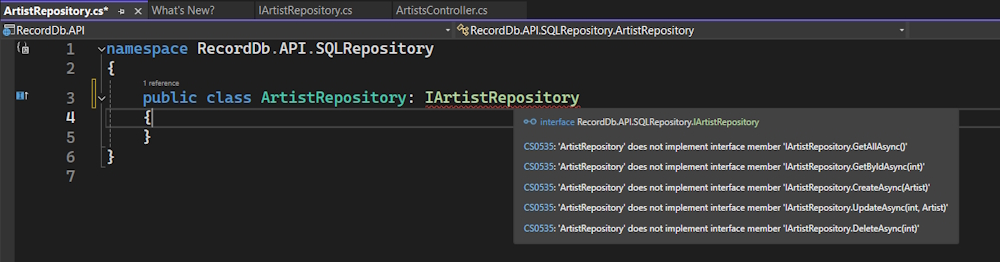 ArtistRepository.cs* What's New? IArtistRepository.cs ArtistsController.cs
RecordDb.API RecordDb.API.SQLRepository.ArtistRepository
1 namespace RecordDb.API.SQLRepository
2 {
1 reference
3 public class ArtistRepository: IArtistRepository
4 {
5 }
6 }
7
interface RecordDb.API.SQLRepository.IArtistRepository
CS0535: 'ArtistRepository' does not implement interface member 'IArtistRepository.GetAllAsync()'
CS0535: 'ArtistRepository' does not implement interface member 'IArtistRepository.GetByIdAsync(int)'
CS0535: 'ArtistRepository' does not implement interface member 'IArtistRepository.CreateAsync(Artist)'
CS0535: 'ArtistRepository' does not implement interface member 'IArtistRepository.UpdateAsync(int, Artist)'
CS0535: 'ArtistRepository' does not implement interface member 'IArtistRepository.DeleteAsync(int)'